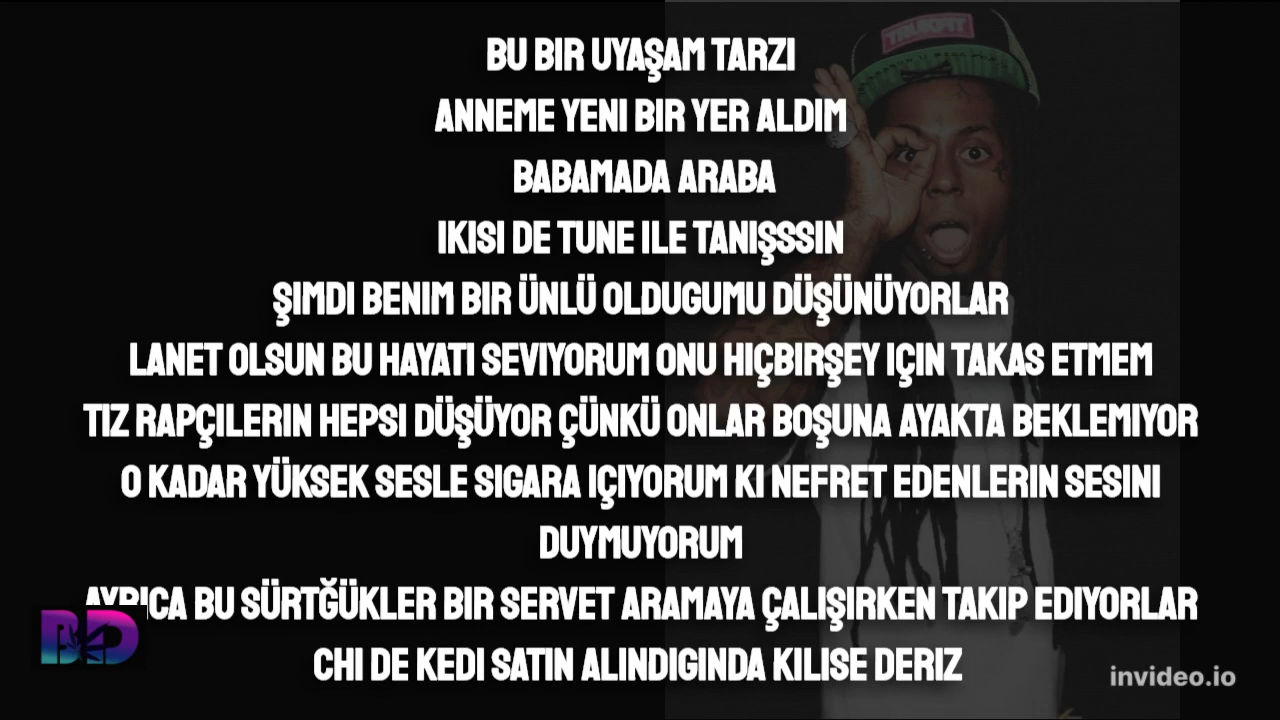 TRUKFIT
BU BIR UYAŞAM TARZI
ANNEME YENI BIR YER ALDIM
BABAMADA ARABA
IKISI DE TUNE ILE TANIŞSSIN
ŞIMDI BENIM BIR ÜNLÜ OLDUGUMU DÜŞÜNÜYORLAR
LANET OLSUN BU HAYATI SEVIYORUM ONU HIÇBIRŞEY IÇIN TAKAS ETMEM
TIZ RAPÇILERIN HEPSI DÜŞÜYOR ÇÜNKÜ ONLAR BOŞUNA AYAKTA BEKLEMIYOR
O KADAR YÜKSEK SESLE SIGARA IÇIYORUM KI NEFRET EDENLERIN SESINI
DUYMUYORUM
AYRICA BU SÜRTĞÜKLER BIR SERVET ARAMAYA ÇALIŞIRKEN TAKIP EDIYORLAR
CHI DE KEDI SATIN ALINDIGINDA KILISE DERIZ
BD
invideo.io